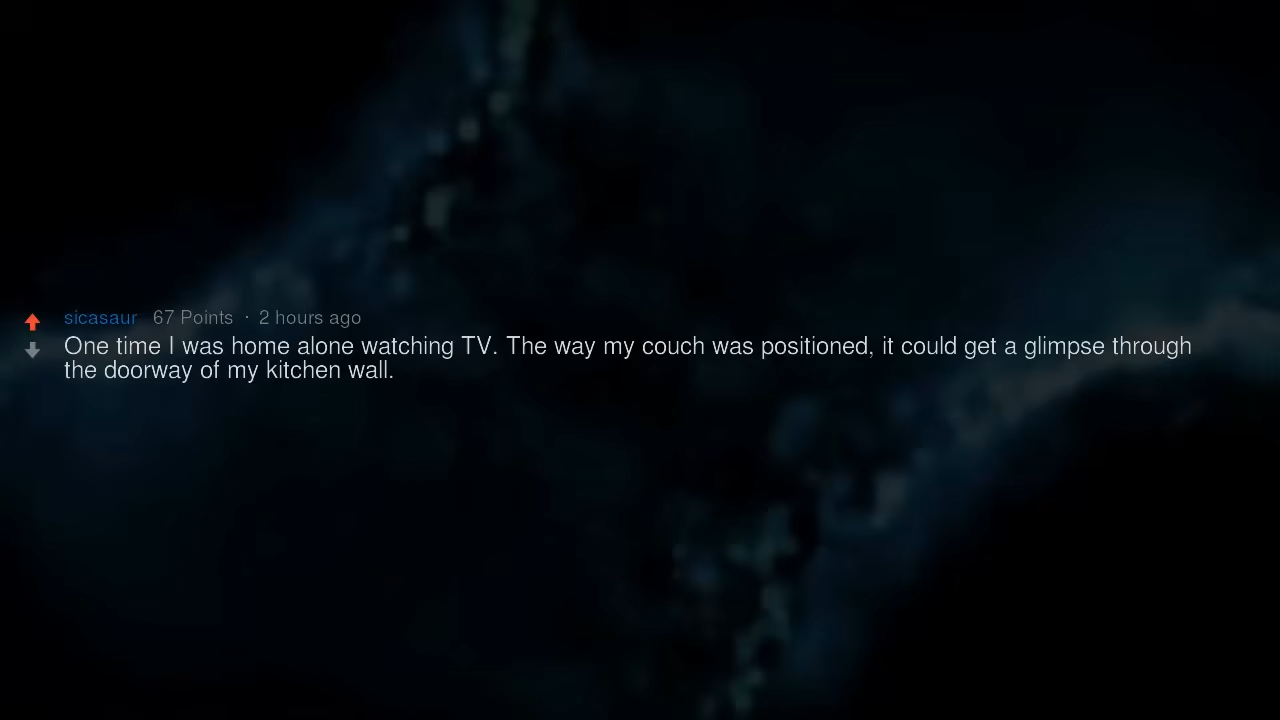 sicasaur 67 Points · 2 hours ago
One time I was home alone watching TV. The way my couch was positioned, it could get a glimpse through
the doorway of my kitchen wall.